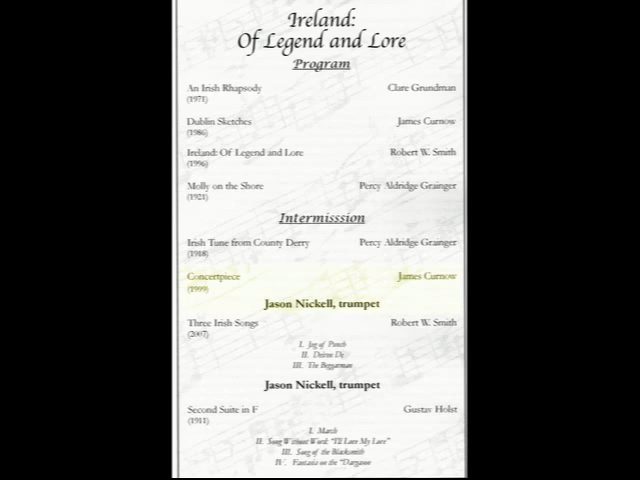 Ireland:
Of Legend and Lore
Program
An Irish Rhapsody Clare Grundman
(1971)
Dublin Sketches James Curnow
(1986)
Ireland: Of Legend and Lore Robert W. Smith
(1996)
Molly on the Shore Percy Aldridge Grainger
(1921)
Intermisssion
Irish Tune from County Derry Percy Aldridge Grainger
(1918)
Concertpiece James Curnow
(1999)
Jason Nickell, trumpet
Three Irish Songs Robert W. Smith
(2007)
I. Jug of Punch
II.
III. The Beggarman
Jason Nickell, trumpet
Second Suite in F Gustav Holst
(1911)
I. March
II. Song Without Word: "I'll Love My Love"
III. Song of the Blacksmith
IV. Fantasia on the "Dargason